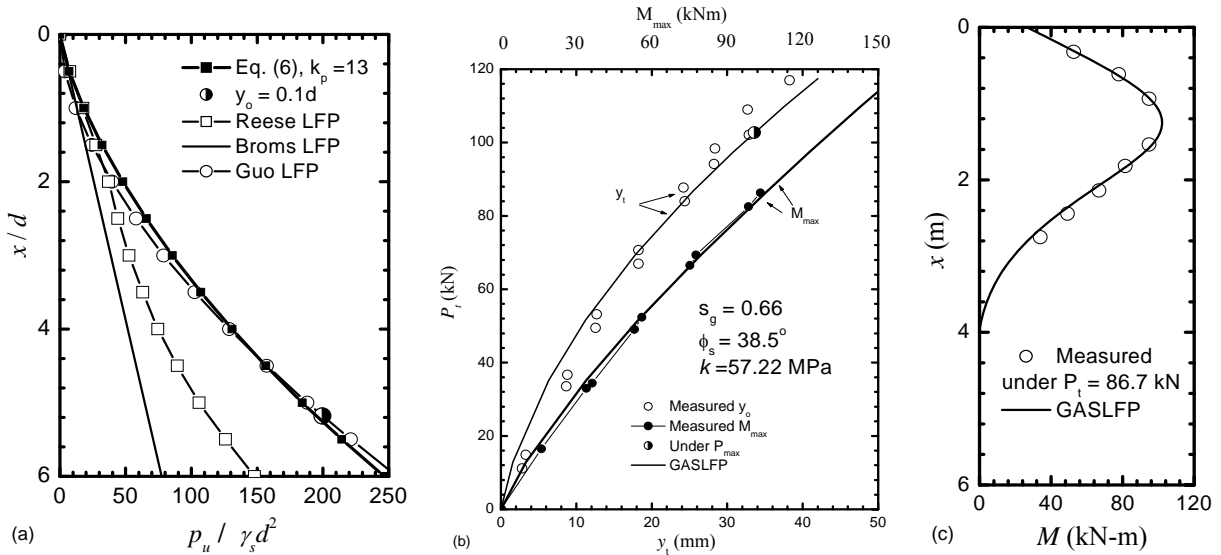 0
2
4
6
x / d
0 50 100 150 200 250
p_u / γ_s d^2
Eq. (6), k_p =13
y_o = 0.1d
Reese LFP
Broms LFP
Guo LFP
(a)
M_max (kNm)
0 30 60 90 120 150
120
100
80
60
40
20
0
P_t (kN)
y_t
M_max
s_g = 0.66
ϕ_s = 38.5°
k=57.22 MPa
Measured y_o
Measured M_max
Under P_max
GASLFP
0 10 20 30 40 50
y_t (mm)
(b)
0
2
4
6
x (m)
Measured
under P_t = 86.7 kN
GASLFP
0 40 80 120
M (kN-m)
(c)